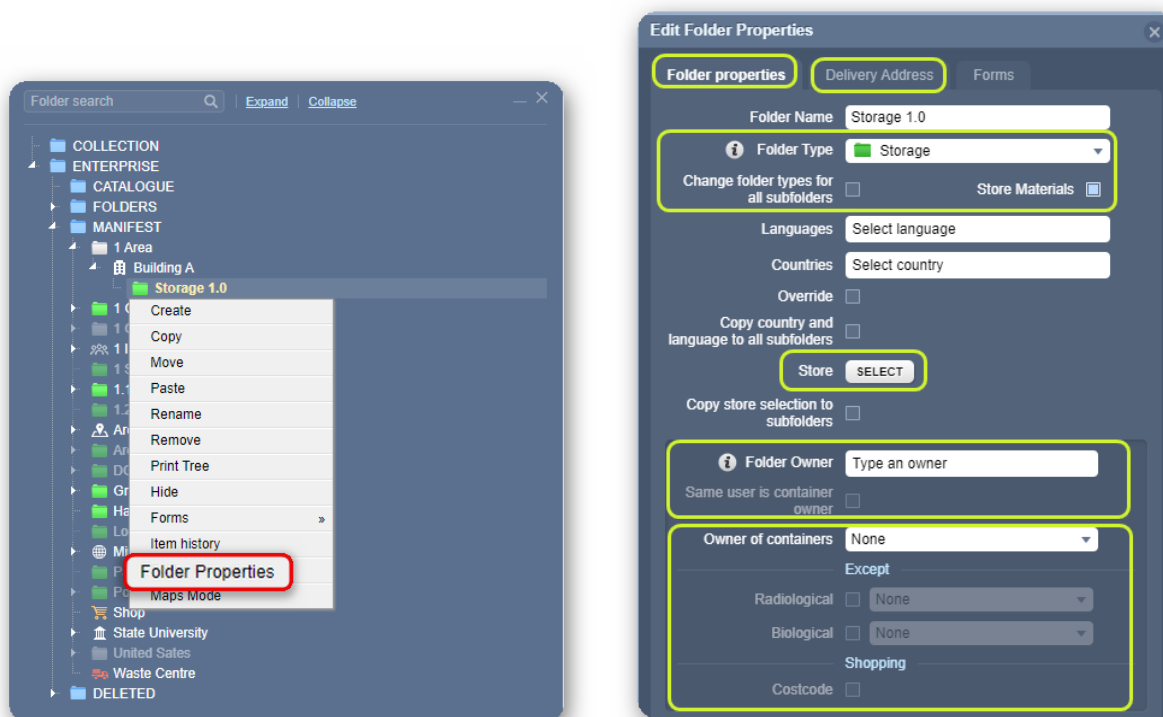 Folder search
Expand
Collapse
COLLECTION
ENTERPRISE
CATALOGUE
FOLDERS
MANIFEST
1 Area
Building A
Storage 1.0
Create
Copy
Move
Paste
Rename
Remove
Print Tree
Hide
Forms »
Item history
Folder Properties
Maps Mode
Shop
State University
United Sates
Waste Centre
DELETED
Edit Folder Properties
Folder properties
Delivery Address
Forms
Folder Name Storage 1.0
Folder Type Storage
Change folder types for
all subfolders
Store Materials
Languages Select language
Countries Select country
Override
Copy country and
language to all subfolders
Store SELECT
Copy store selection to
subfolders
Folder Owner Type an owner
Same user is container
owner
Owner of containers None
Except
Radiological None
Biological None
Shopping
Costcode